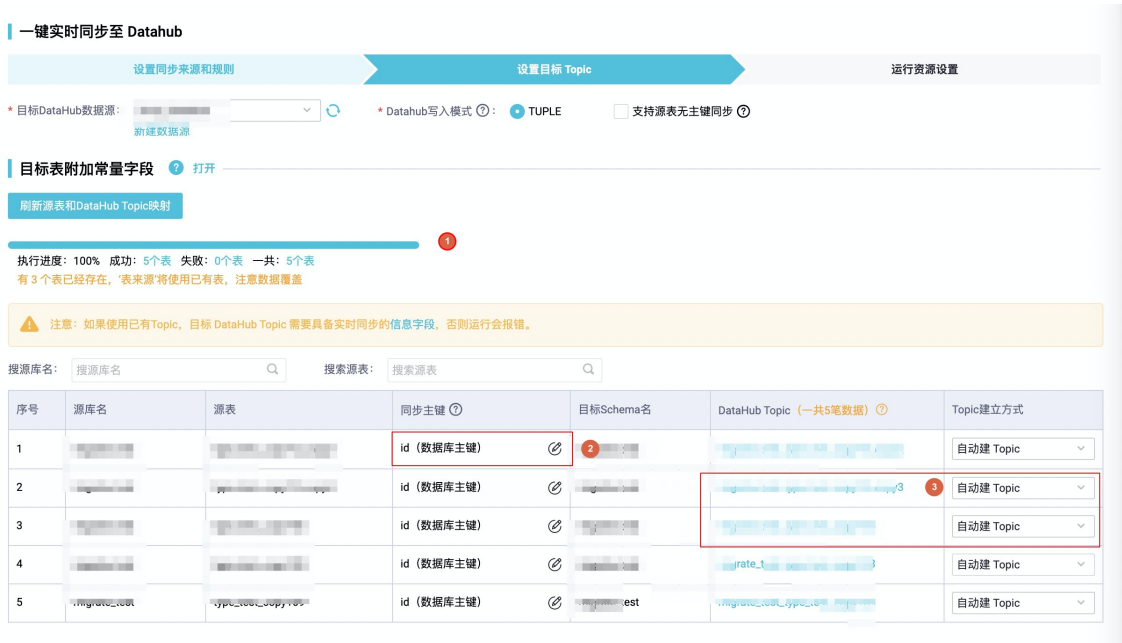 一键实时同步至 Datahub
设置同步来源和规则
设置目标 Topic
运行资源设置
* 目标DataHub数据源:
* Datahub写入模式 ? :
TUPLE
支持源表无主键同步 ?
新建数据源
目标表附加常量字段 ? 打开
刷新源表和DataHub Topic映射
1
执行进度: 100% 成功: 5个表 失败: 0个表 一共: 5个表
有 3 个表已经存在，‘表来源’将使用已有表，注意数据覆盖
注意: 如果使用已有Topic，目标 DataHub Topic 需要具备实时同步的信息字段，否则运行会报错。
搜源库名: 搜源库名 搜索源表: 搜索源表
序号 源库名 源表 同步主键 ? 目标Schema名 DataHub Topic（一共5笔数据）? Topic建立方式
1 id（数据库主键） 2 自动建 Topic
2 id（数据库主键） 3 自动建 Topic
3 id（数据库主键） 自动建 Topic
4 id（数据库主键） 自动建 Topic
5 id（数据库主键） 自动建 Topic